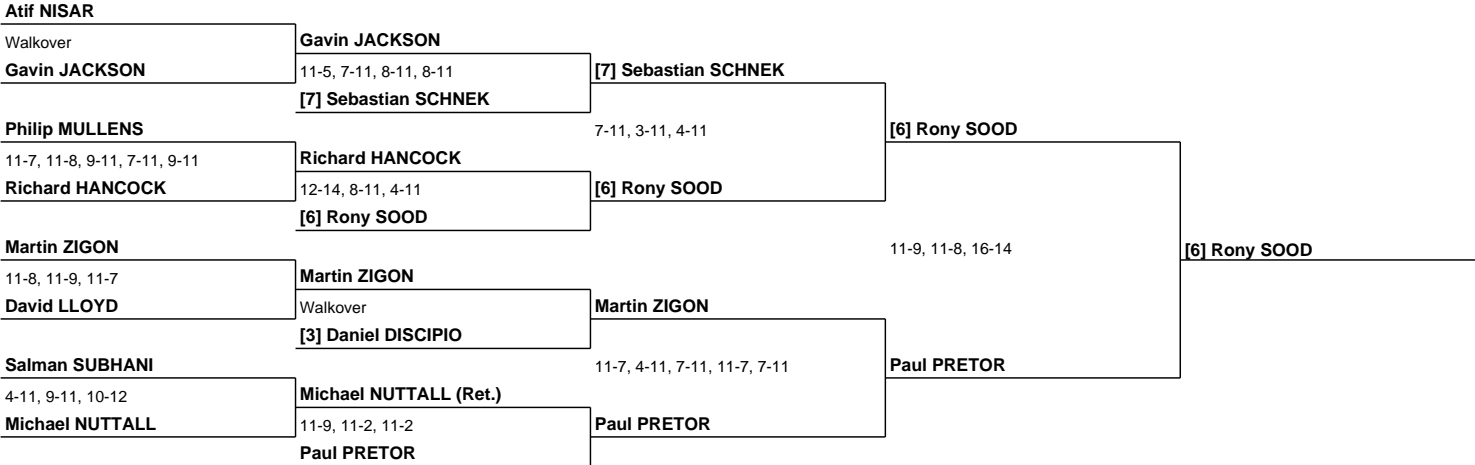 Atif NISAR
Walkover
Gavin JACKSON
Gavin JACKSON
11-5, 7-11, 8-11, 8-11
[7] Sebastian SCHNEK
[7] Sebastian SCHNEK
Philip MULLENS
11-7, 11-8, 9-11, 7-11, 9-11
Richard HANCOCK
Richard HANCOCK
12-14, 8-11, 4-11
[6] Rony SOOD
[6] Rony SOOD
7-11, 3-11, 4-11
[6] Rony SOOD
Martin ZIGON
11-8, 11-9, 11-7
David LLOYD
Martin ZIGON
Walkover
[3] Daniel DISCIPIO
Martin ZIGON
Salman SUBHANI
4-11, 9-11, 10-12
Michael NUTTALL
Michael NUTTALL (Ret.)
11-9, 11-2, 11-2
Paul PRETOR
Paul PRETOR
11-7, 4-11, 7-11, 11-7, 7-11
Paul PRETOR
11-9, 11-8, 16-14
[6] Rony SOOD